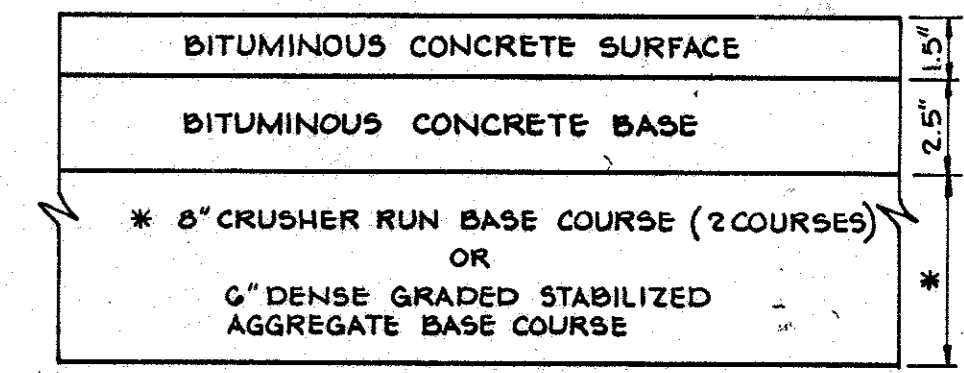 BITUMINOUS CONCRETE SURFACE
1.5"
BITUMINOUS CONCRETE BASE
2.5"
* 8" CRUSHER RUN BASE COURSE (2 COURSES)
OR
6" DENSE GRADED STABILIZED
AGGREGATE BASE COURSE
*